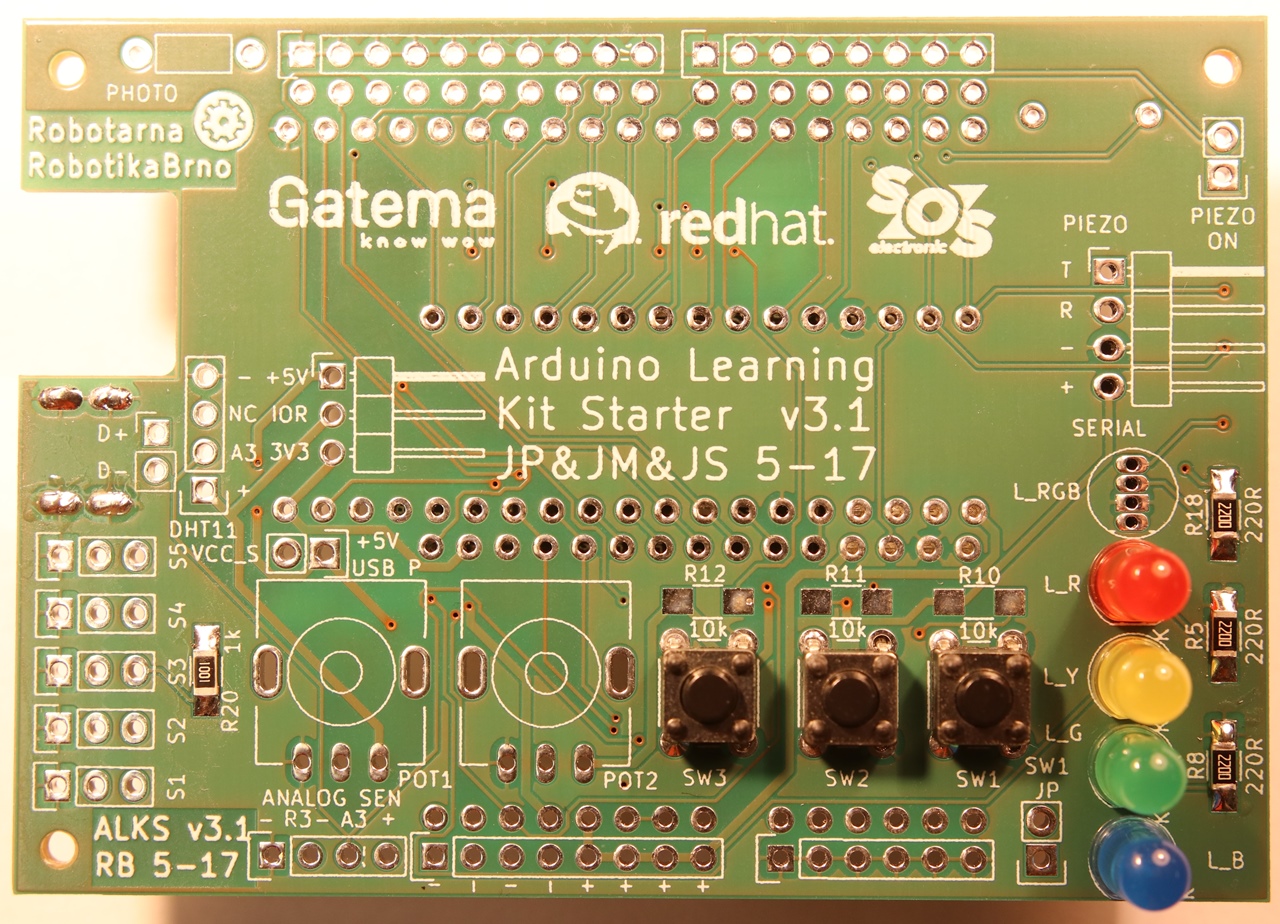 PHOTO
Robotarna
RobotikaBrno
Gatema
know wow
redhat.
SOS
electronic
PIEZO
ON
PIEZO
T
R
-
+
SERIAL
Arduino Learning
Kit Starter v3.1
JP&JM&JS 5-17
- +5V
NC IOR
A3 3V3
+
D+
D-
DHT11
VCC_S
+5V
USB P
L_RGB
R18
220R
2200
S5
S4
S3
S2
S1
1k
1001
R20
R12
10k
R11
10k
R10
10k
L_R
K
R5
220R
2200
L_Y
K
L_G
K
R8
220R
2200
L_B
POT1
POT2
SW3
SW2
SW1
SW1
JP
ANALOG SEN
- R3- A3 +
ALKS v3.1
RB 5-17
- | - | + + + +